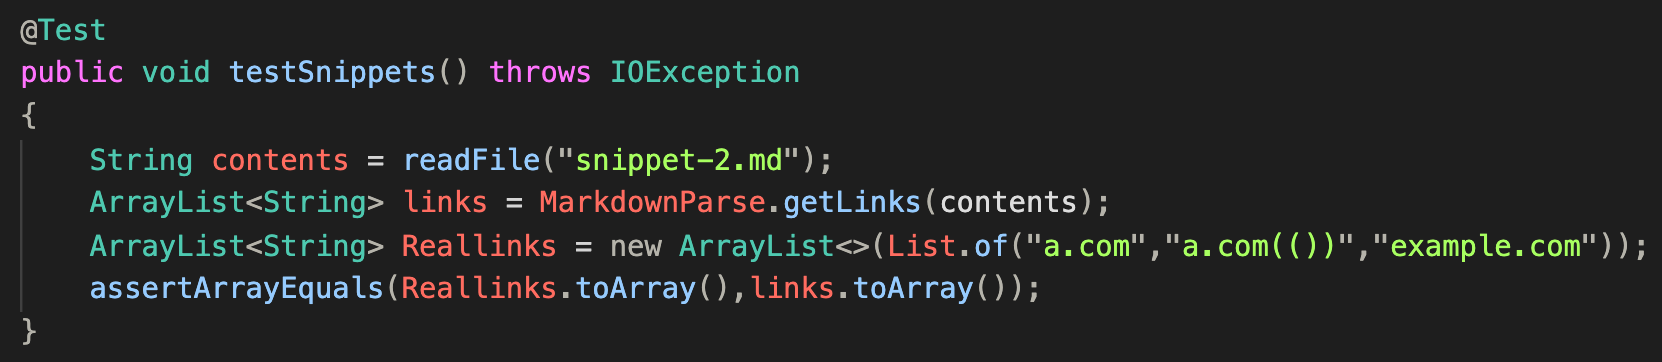 @Test
public void testSnippets() throws IOException
{
    String contents = readFile("snippet-2.md");
    ArrayList<String> links = MarkdownParse.getLinks(contents);
    ArrayList<String> Reallinks = new ArrayList<>(List.of("a.com","a.com(())","example.com"));
    assertArrayEquals(Reallinks.toArray(),links.toArray());
}